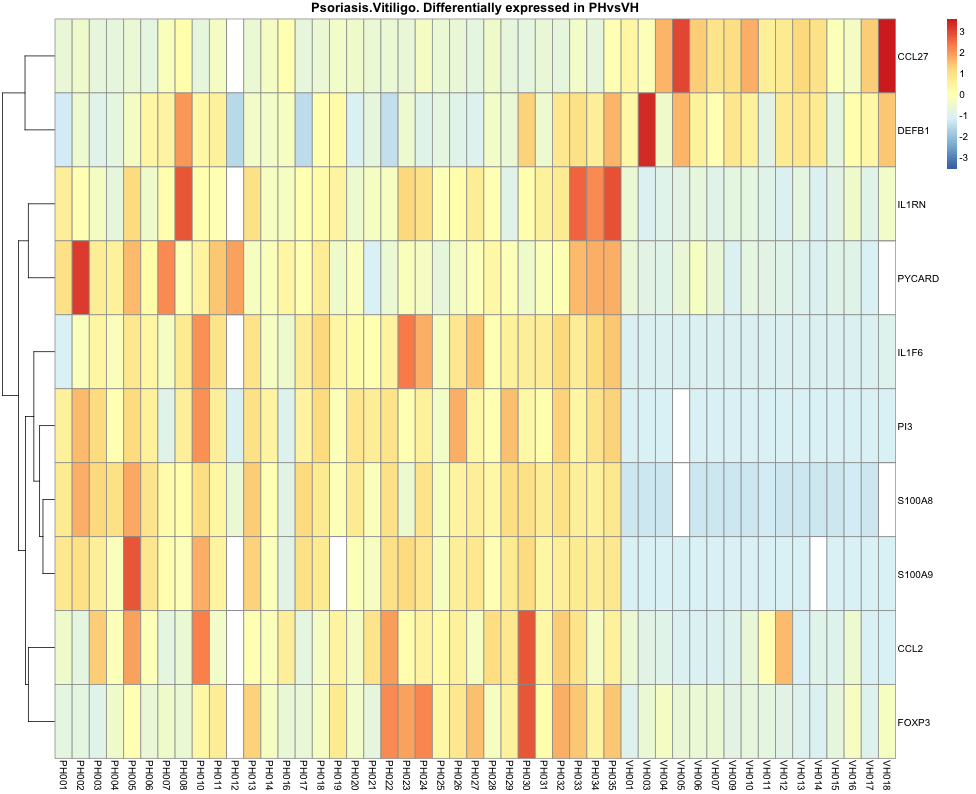 Psoriasis.Vitiligo. Differentially expressed in PHvsVH
3
2
1
0
-1
-2
-3
CCL27
DEFB1
IL1RN
PYCARD
IL1F6
PI3
S100A8
S100A9
CCL2
FOXP3
PH001
PH002
PH003
PH004
PH005
PH006
PH007
PH008
PH010
PH011
PH012
PH013
PH014
PH016
PH017
PH018
PH019
PH020
PH021
PH022
PH023
PH024
PH025
PH026
PH027
PH028
PH029
PH030
PH031
PH032
PH033
PH034
PH035
VH001
VH003
VH004
VH005
VH006
VH007
VH009
VH010
VH011
VH012
VH013
VH014
VH015
VH016
VH017
VH018